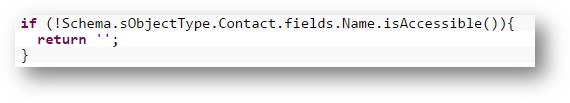 if (!Schema.sObjectType.Contact.fields.Name.isAccessible()){
  return '';
}